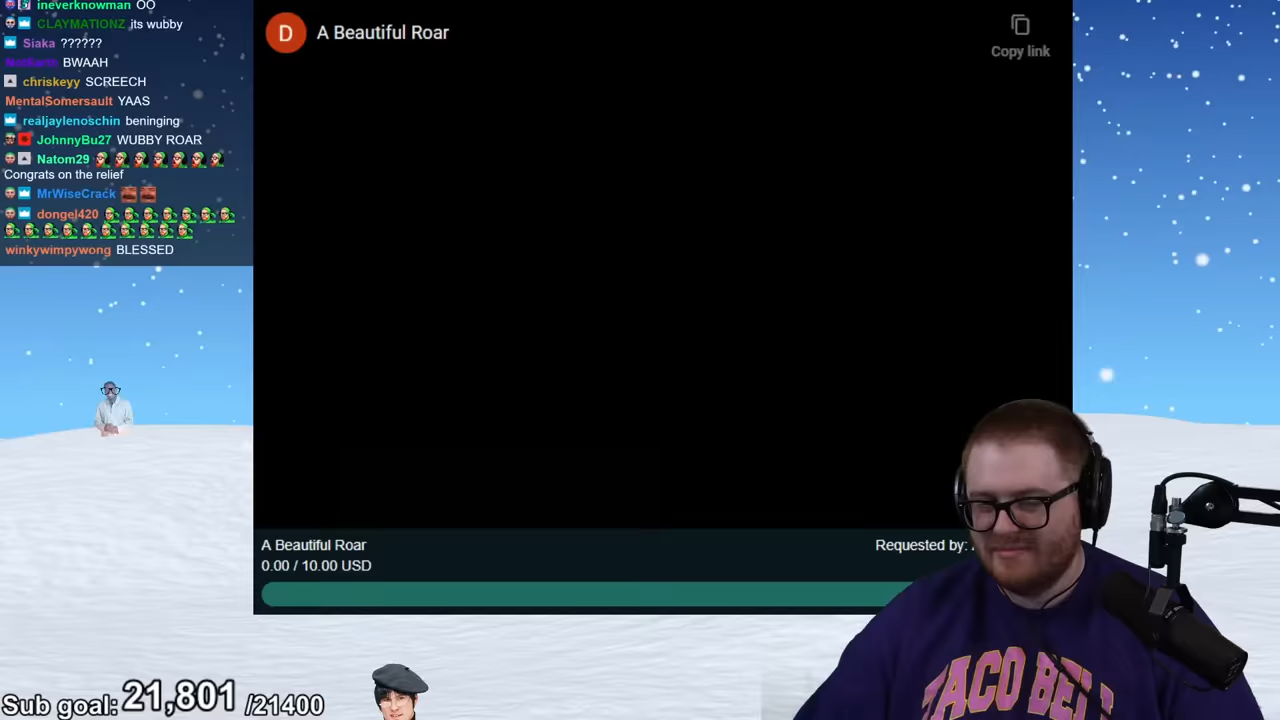 ineverknowman OO
CLAYMATIONZ its wubby
Siaka ??????
BWAAH
chriskeyy SCREECH
MentalSomersault YAAS
realjaylenoschin beninging
JohnnyBu27 WUBBY ROAR
Natom29
Congrats on the relief
MrWiseCrack
dongel420
winkywimpywong BLESSED
D A Beautiful Roar
Copy link
A Beautiful Roar
0.00 / 10.00 USD
Requested by:
TACO BELL
Sub goal: 21,801 /21400